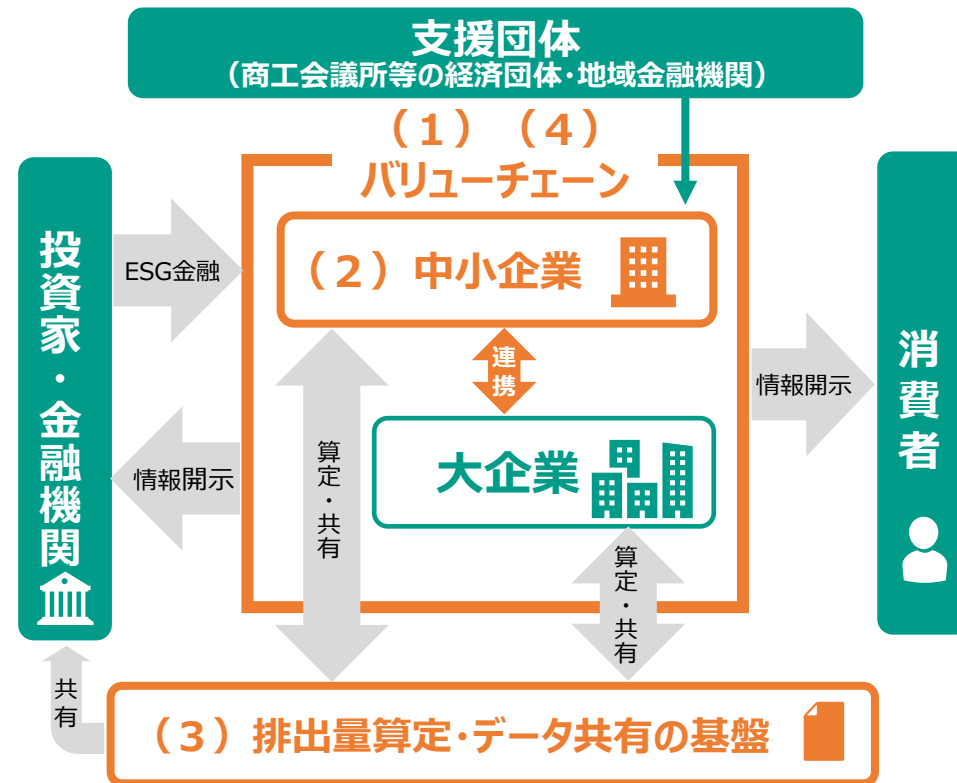 支援団体
（商工会議所等の経済団体・地域金融機関）
（１）（４）
バリューチェーン
投資家・金融機関
ESG金融
（２）中小企業
連携
情報開示
大企業
算定・共有
算定・共有
情報開示
消費者
共有
（３）排出量算定・データ共有の基盤